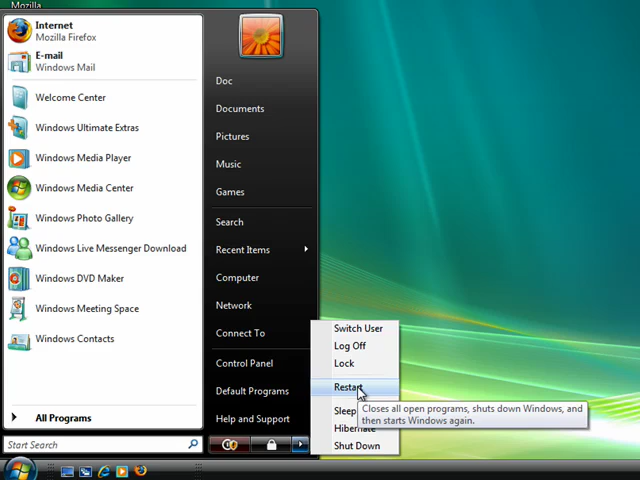 Mozilla
Internet
Mozilla Firefox
E-mail
Windows Mail
Welcome Center
Windows Ultimate Extras
Windows Media Player
Windows Media Center
Windows Photo Gallery
Windows Live Messenger Download
Windows DVD Maker
Windows Meeting Space
Windows Contacts
All Programs
Start Search
Doc
Documents
Pictures
Music
Games
Search
Recent Items
Computer
Network
Connect To
Control Panel
Default Programs
Help and Support
Switch User
Log Off
Lock
Restart
Sleep
Hibernate
Shut Down
Closes all open programs, shuts down Windows, and
then starts Windows again.